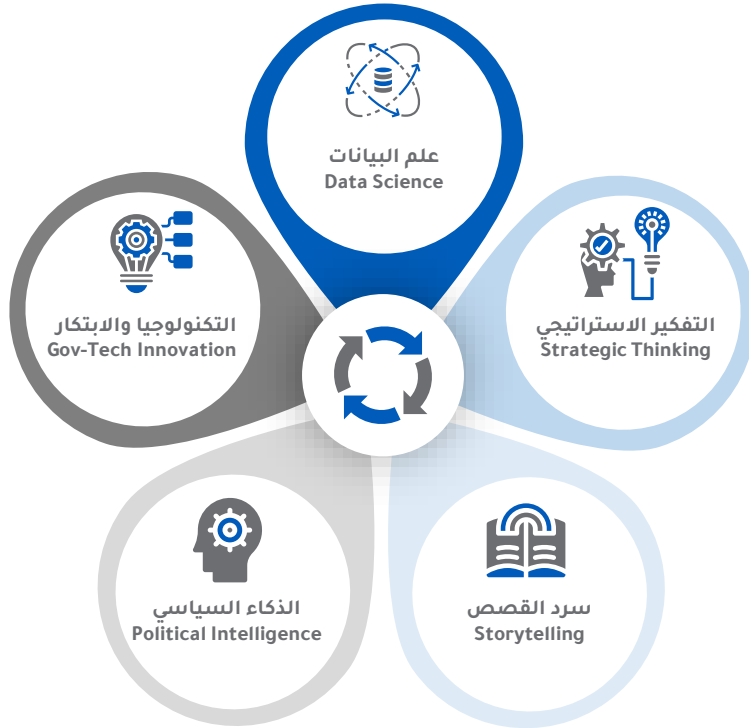 علم البيانات
Data Science
التفكير الاستراتيجي
Strategic Thinking
سرد القصص
Storytelling
الذكاء السياسي
Political Intelligence
التكنولوجيا والابتكار
Gov-Tech Innovation